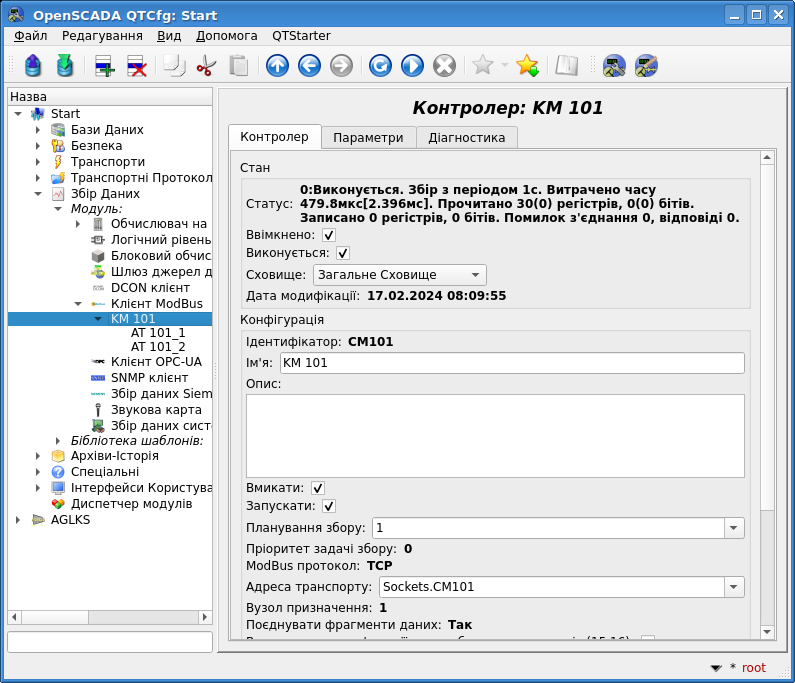 OpenSCADA QTCfg: Start
Файл Редагування Вид Допомога QTStarter
Назва
Start
Бази Даних
Безпека
Транспорти
Транспортні Протокол
Збір Даних
Модуль:
Обчислювач на
Логічний рівень
Блоковий обчис
Шлюз джерел д
DCON клієнт
Клієнт ModBus
KM 101
AT 101_1
AT 101_2
Клієнт OPC-UA
SNMP клієнт
Збір даних Siem
Звукова карта
Збір даних сист
Бібліотека шаблонів:
Архіви-Історія
Спеціальні
Інтерфейси Користува
Диспетчер модулів
AGLKS
Контролер: KM 101
Контролер Параметри Діагностика
Стан
Статус: 0:Виконується. Збір з періодом 1с. Витрачено часу
479.8мкс[2.396мс]. Прочитано 30(0) регістрів, 0(0) бітів.
Записано 0 регістрів, 0 бітів. Помилок з'єднання 0, відповіді 0.
Ввімкнено:
Виконується:
Сховище: Загальне Сховище
Дата модифікації: 17.02.2024 08:09:55
Конфігурація
Ідентифікатор: CM101
Ім'я: KM 101
Опис:
Вмикати:
Запускати:
Планування збору: 1
Пріоритет задачі збору: 0
ModBus протокол: TCP
Адреса транспорту: Sockets.CM101
Вузол призначення: 1
Поєднувати фрагменти даних: Так
* root